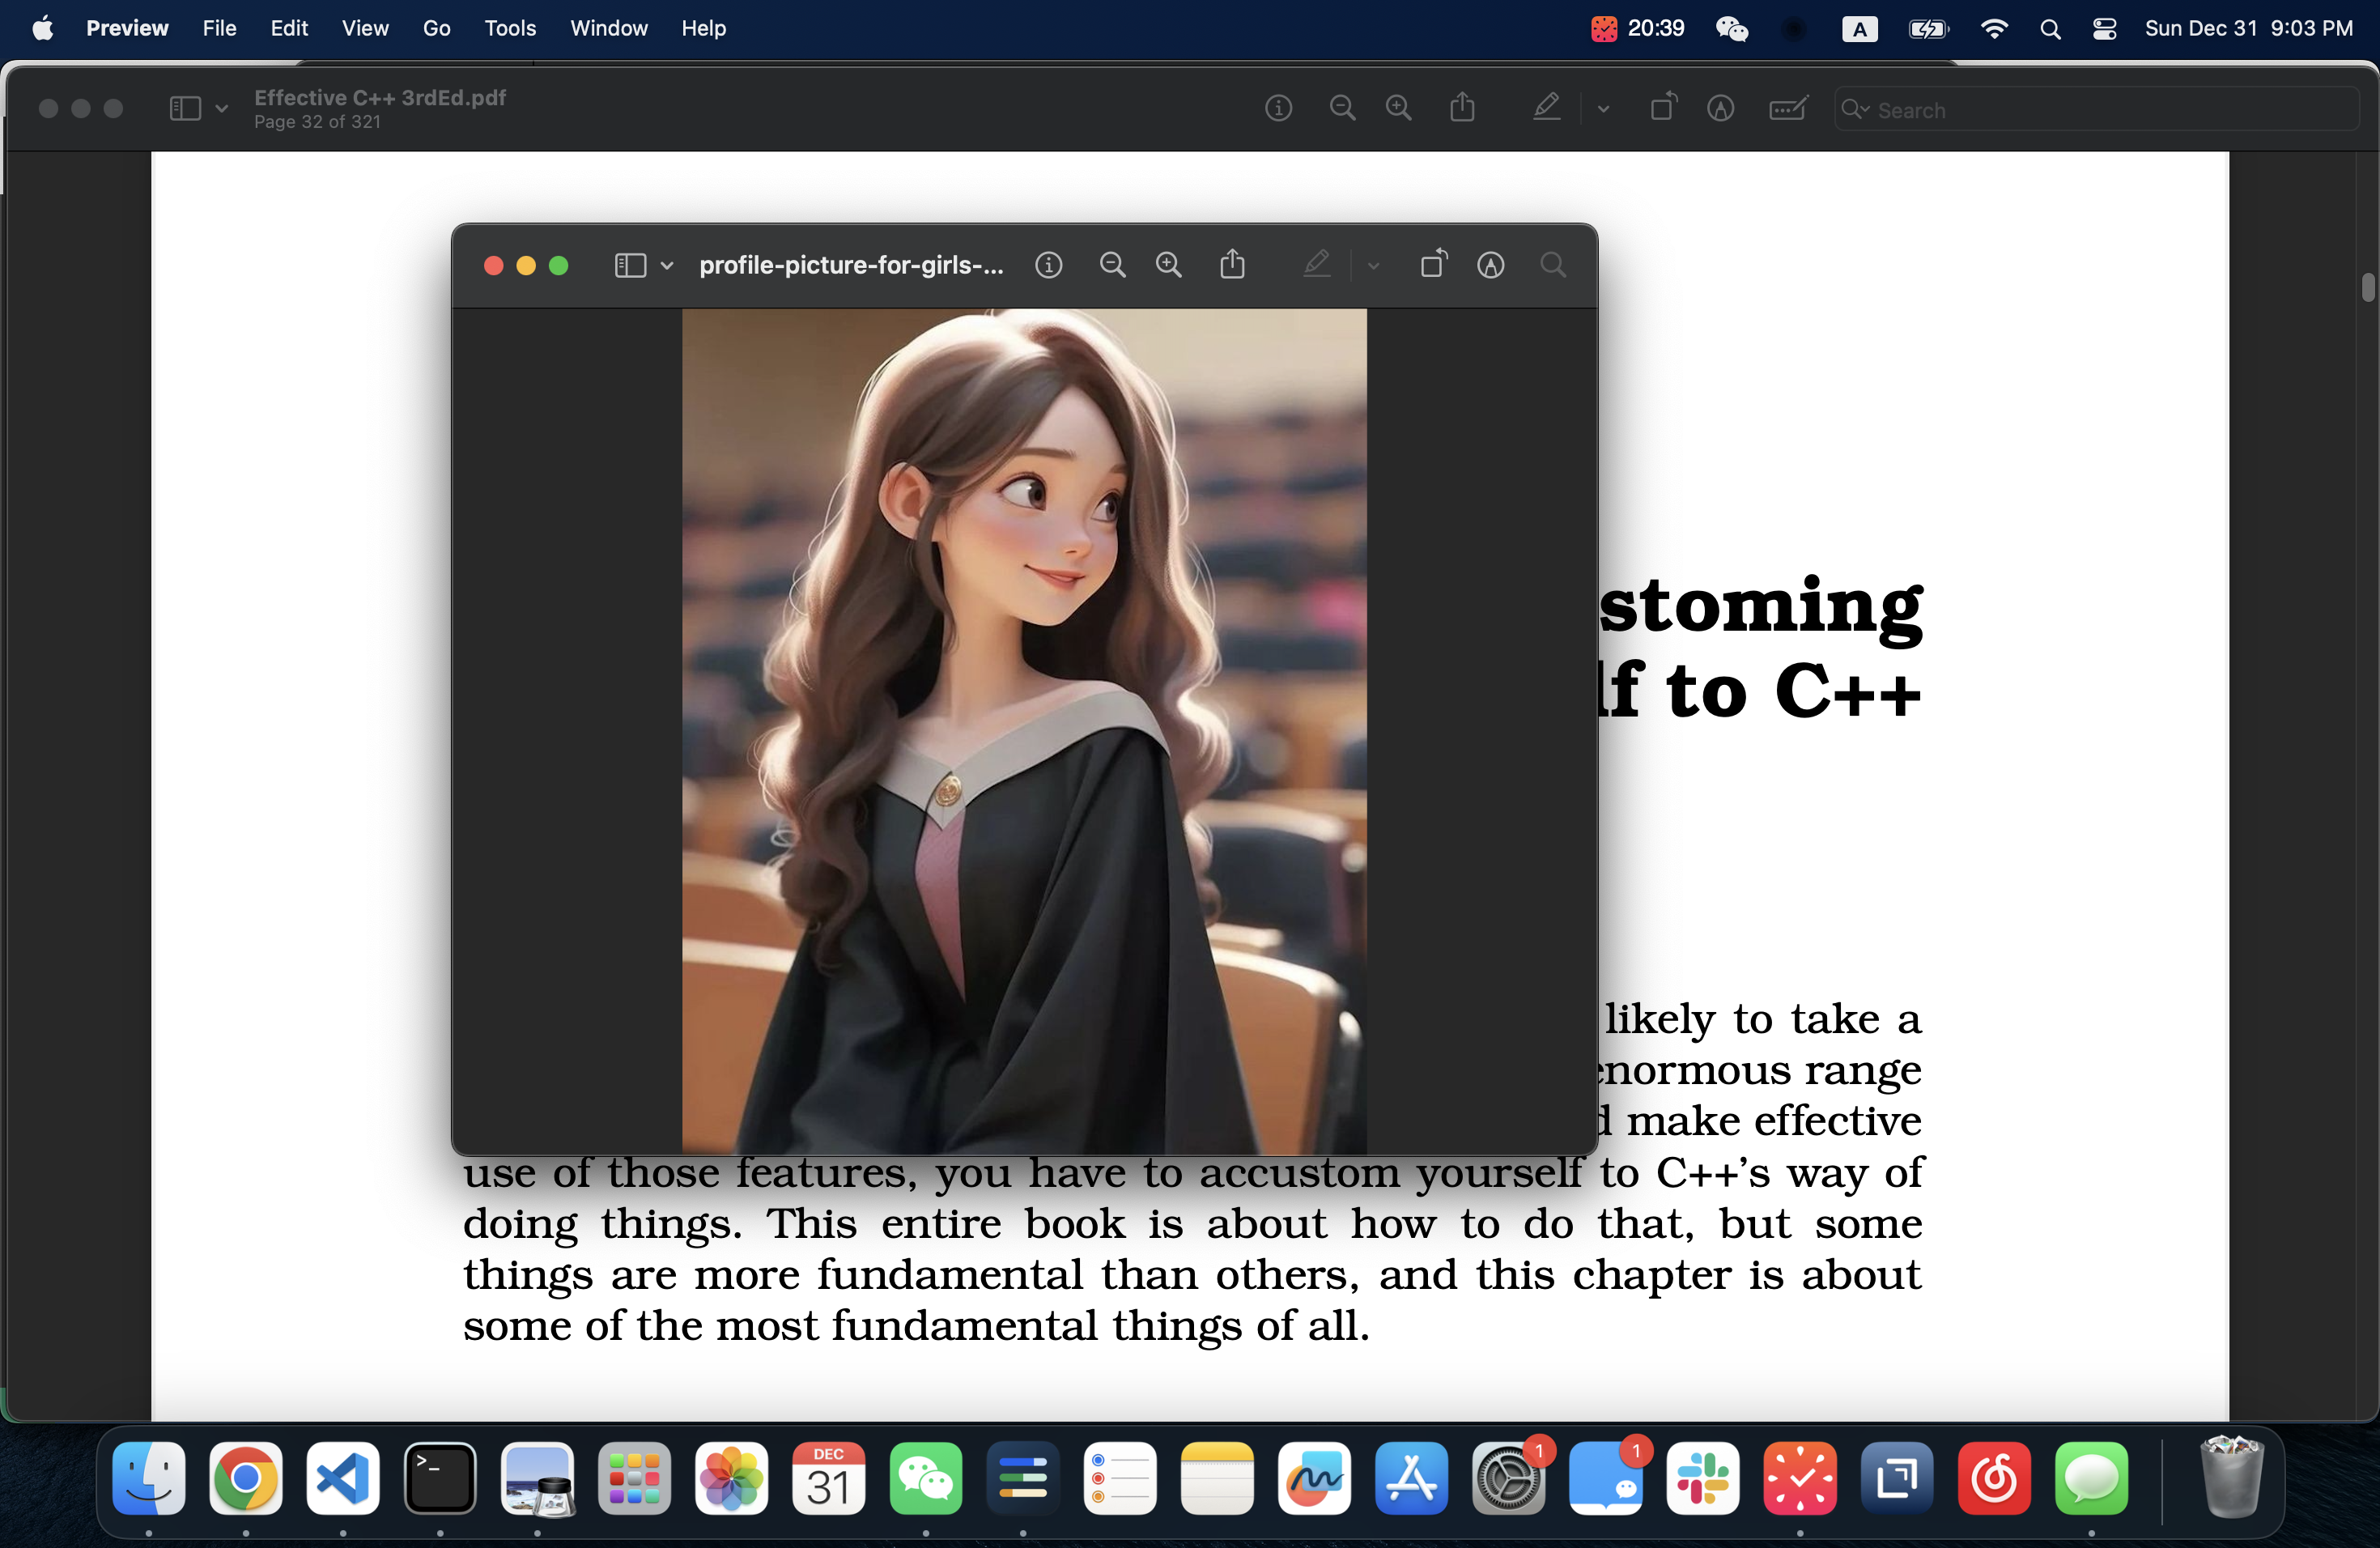 Preview File Edit View Go Tools Window Help 20:39 A Sun Dec 31 9:03 PM
Effective C++ 3rdEd.pdf
Page 32 of 321
Search
profile-picture-for-girls-...
stoming
lf to C++
likely to take a
enormous range
d make effective
use of those features, you have to accustom yourself to C++’s way of
doing things. This entire book is about how to do that, but some
things are more fundamental than others, and this chapter is about
some of the most fundamental things of all.
>_
DEC
31
1
1